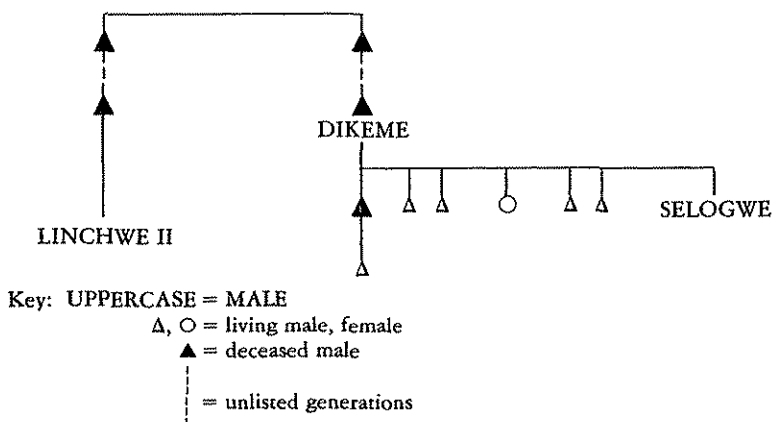 DIKEME
SELOGWE
LINCHWE II
Key: UPPERCASE = MALE
Δ, ○ = living male, female
▲ = deceased male
= unlisted generations